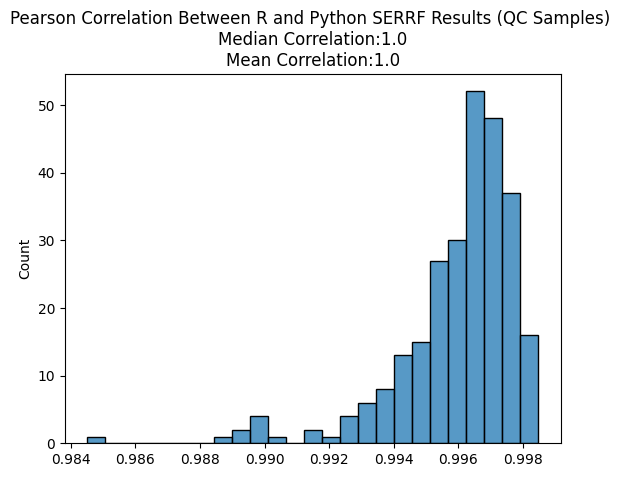 Pearson Correlation Between R and Python SERRF Results (QC Samples)
Median Correlation:1.0
Mean Correlation:1.0
50
40
30
20
10
0
Count
0.984 0.986 0.988 0.990 0.992 0.994 0.996 0.998